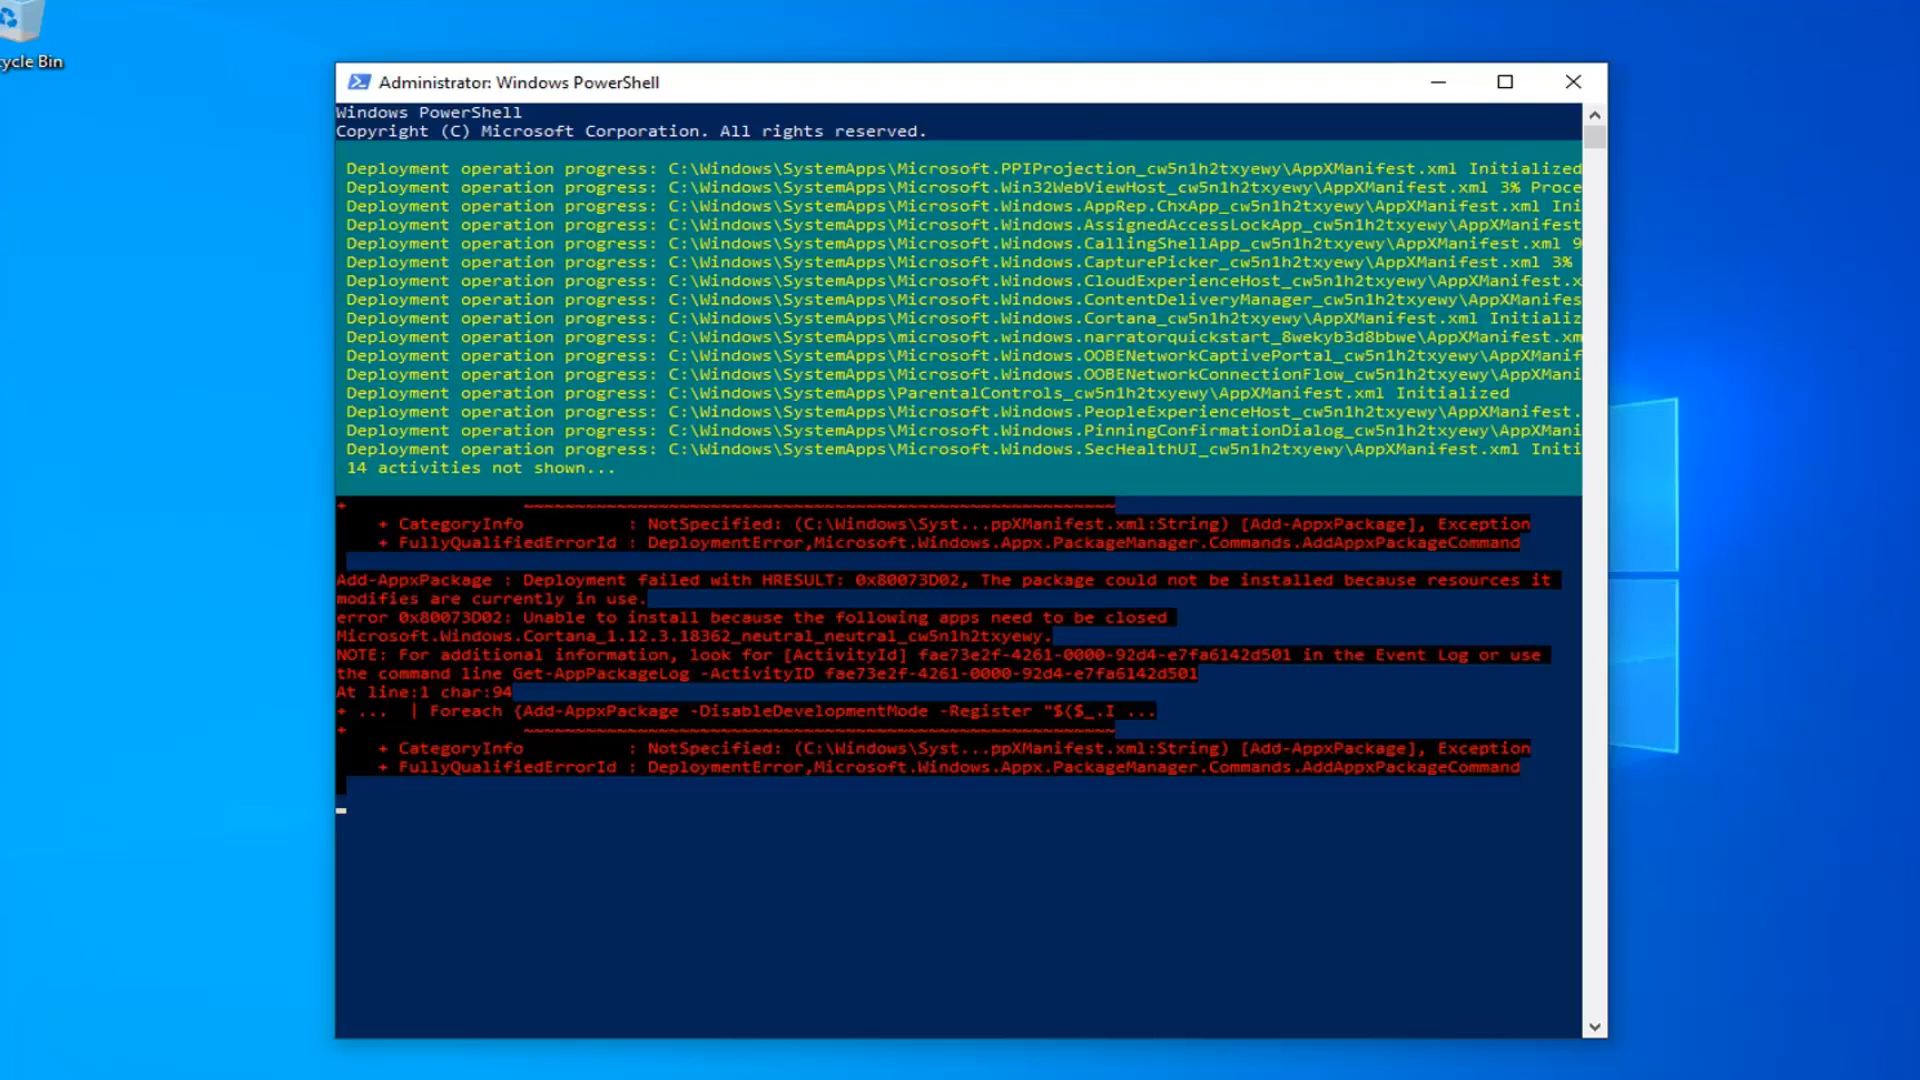 ycle Bin
Administrator: Windows PowerShell
Windows PowerShell
Copyright (C) Microsoft Corporation. All rights reserved.
Deployment operation progress: C:\Windows\SystemApps\Microsoft.PPIProjection_cw5n1h2txyewy\AppXManifest.xml Initialized
Deployment operation progress: C:\Windows\SystemApps\Microsoft.Win32WebViewHost_cw5n1h2txyewy\AppXManifest.xml 3% Proce
Deployment operation progress: C:\Windows\SystemApps\Microsoft.Windows.AppRep.ChxApp_cw5n1h2txyewy\AppXManifest.xml Ini
Deployment operation progress: C:\Windows\SystemApps\Microsoft.Windows.AssignedAccessLockApp_cw5n1h2txyewy\AppXManifest
Deployment operation progress: C:\Windows\SystemApps\Microsoft.Windows.CallingShellApp_cw5n1h2txyewy\AppXManifest.xml 9
Deployment operation progress: C:\Windows\SystemApps\Microsoft.Windows.CapturePicker_cw5n1h2txyewy\AppXManifest.xml 3%
Deployment operation progress: C:\Windows\SystemApps\Microsoft.Windows.CloudExperienceHost_cw5n1h2txyewy\AppXManifest.x
Deployment operation progress: C:\Windows\SystemApps\Microsoft.Windows.ContentDeliveryManager_cw5n1h2txyewy\AppXManifes
Deployment operation progress: C:\Windows\SystemApps\Microsoft.Windows.Cortana_cw5n1h2txyewy\AppXManifest.xml Initializ
Deployment operation progress: C:\Windows\SystemApps\microsoft.windows.narratorquickstart_8wekyb3d8bbwe\AppXManifest.xm
Deployment operation progress: C:\Windows\SystemApps\Microsoft.Windows.OOBENetworkCaptivePortal_cw5n1h2txyewy\AppXManif
Deployment operation progress: C:\Windows\SystemApps\Microsoft.Windows.OOBENetworkConnectionFlow_cw5n1h2txyewy\AppXMani
Deployment operation progress: C:\Windows\SystemApps\ParentalControls_cw5n1h2txyewy\AppXManifest.xml Initialized
Deployment operation progress: C:\Windows\SystemApps\Microsoft.Windows.PeopleExperienceHost_cw5n1h2txyewy\AppXManifest.
Deployment operation progress: C:\Windows\SystemApps\Microsoft.Windows.PinningConfirmationDialog_cw5n1h2txyewy\AppXMani
Deployment operation progress: C:\Windows\SystemApps\Microsoft.Windows.SecHealthUI_cw5n1h2txyewy\AppXManifest.xml Initi
14 activities not shown...
+ ~~~~~~~~~~~~~~~~~~~~~~~~~~~~~~~~~~~~~~~~~~~~~~~~~~~~~~~~~
+ CategoryInfo : NotSpecified: (C:\Windows\Syst...ppXManifest.xml:String) [Add-AppxPackage], Exception
+ FullyQualifiedErrorId : DeploymentError,Microsoft.Windows.Appx.PackageManager.Commands.AddAppxPackageCommand
Add-AppxPackage : Deployment failed with HRESULT: 0x80073D02, The package could not be installed because resources it
modifies are currently in use.
error 0x80073D02: Unable to install because the following apps need to be closed
Microsoft.Windows.Cortana_1.12.3.18362_neutral_neutral_cw5n1h2txyewy.
NOTE: For additional information, look for [ActivityId] fae73e2f-4261-0000-92d4-e7fa6142d501 in the Event Log or use
the command line Get-AppPackageLog -ActivityID fae73e2f-4261-0000-92d4-e7fa6142d501
At line:1 char:94
+ ... | Foreach {Add-AppxPackage -DisableDevelopmentMode -Register "$($_.I ...
+ ~~~~~~~~~~~~~~~~~~~~~~~~~~~~~~~~~~~~~~~~~~~~~~~~~~~~~~~~~
+ CategoryInfo : NotSpecified: (C:\Windows\Syst...ppXManifest.xml:String) [Add-AppxPackage], Exception
+ FullyQualifiedErrorId : DeploymentError,Microsoft.Windows.Appx.PackageManager.Commands.AddAppxPackageCommand